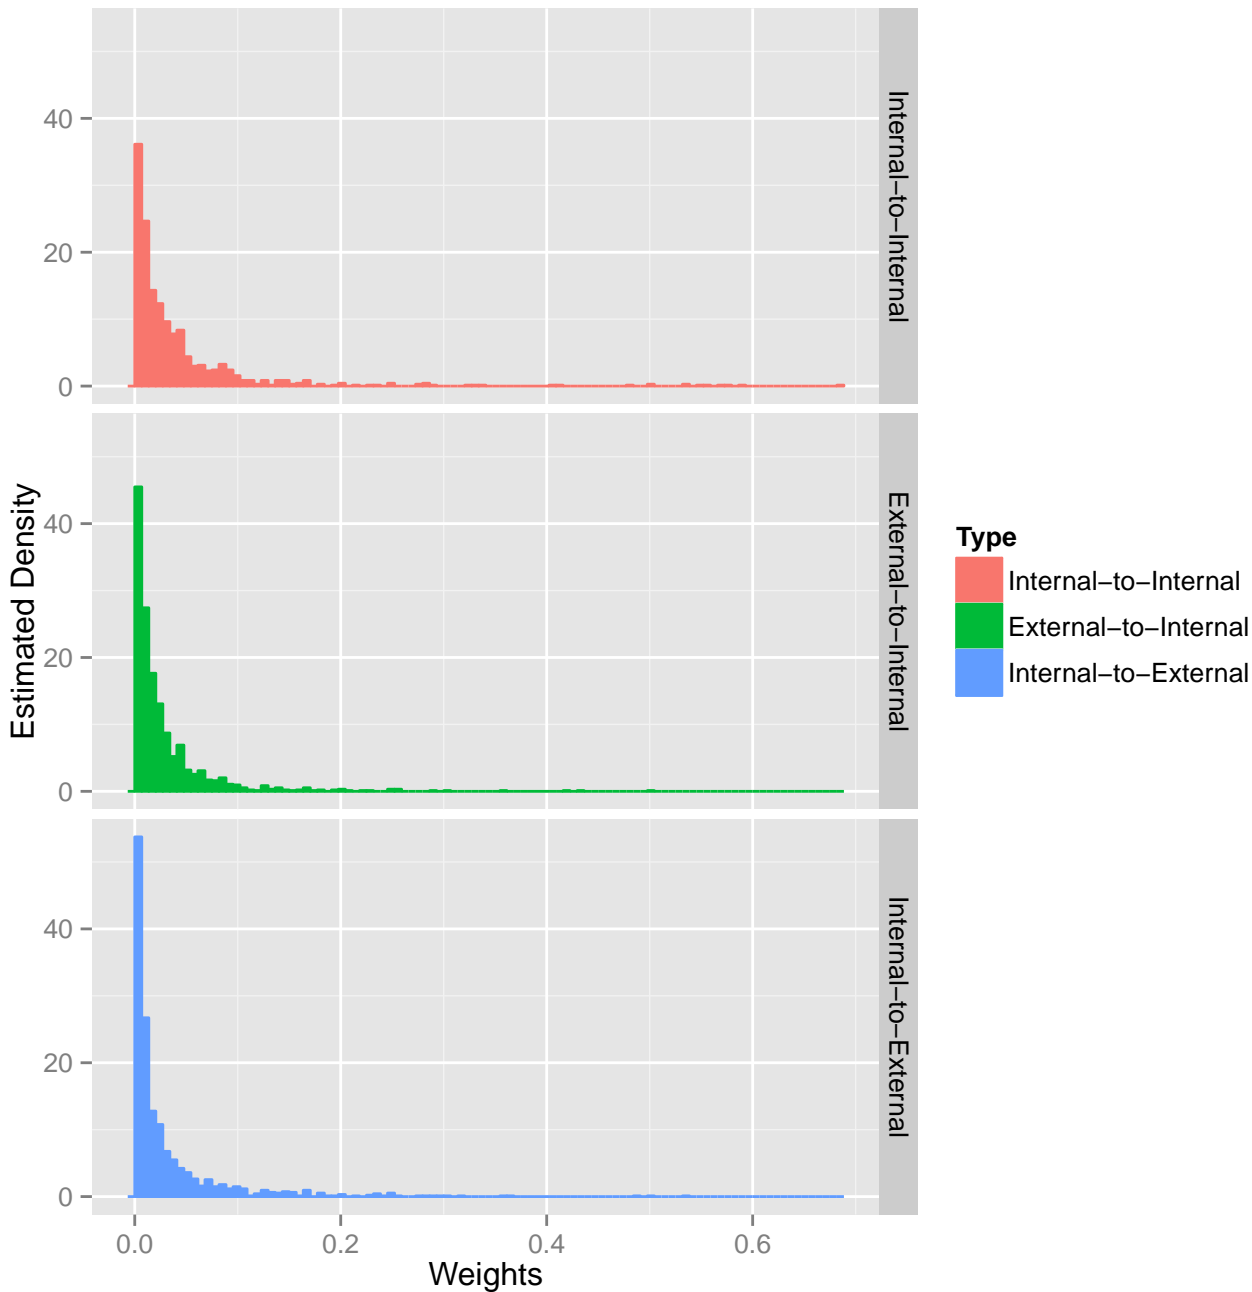 40
20
0
Internal−to−Internal
40
20
0
External−to−Internal
40
20
0
Internal−to−External
Estimated Density
0.0 0.2 0.4 0.6
Weights
Type
Internal−to−Internal
External−to−Internal
Internal−to−External